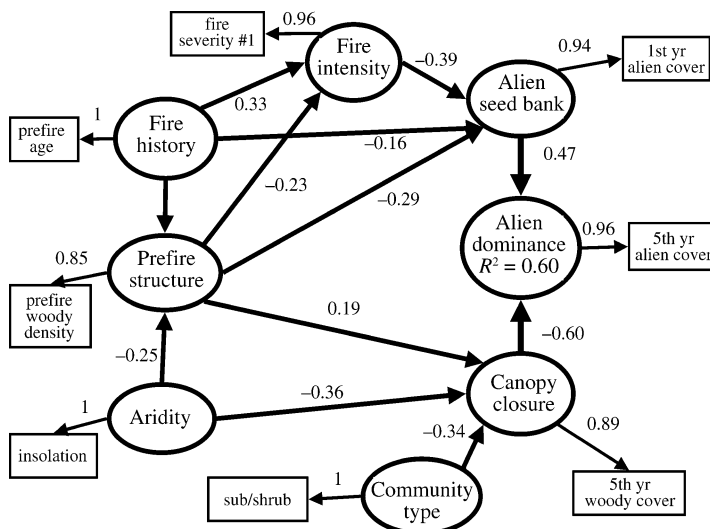 fire
severity #1
0.96
Fire
intensity
–0.39
0.94
1st yr
alien cover
Alien
seed bank
1
prefire
age
Fire
history
0.33
–0.16
0.47
–0.23
–0.29
Alien
dominance
R² = 0.60
0.96
5th yr
alien cover
0.85
Prefire
structure
prefire
woody
density
0.19
–0.60
–0.25
Canopy
closure
–0.36
1
Aridity
insolation
–0.34
0.89
1
sub/shrub
Community
type
5th yr
woody cover